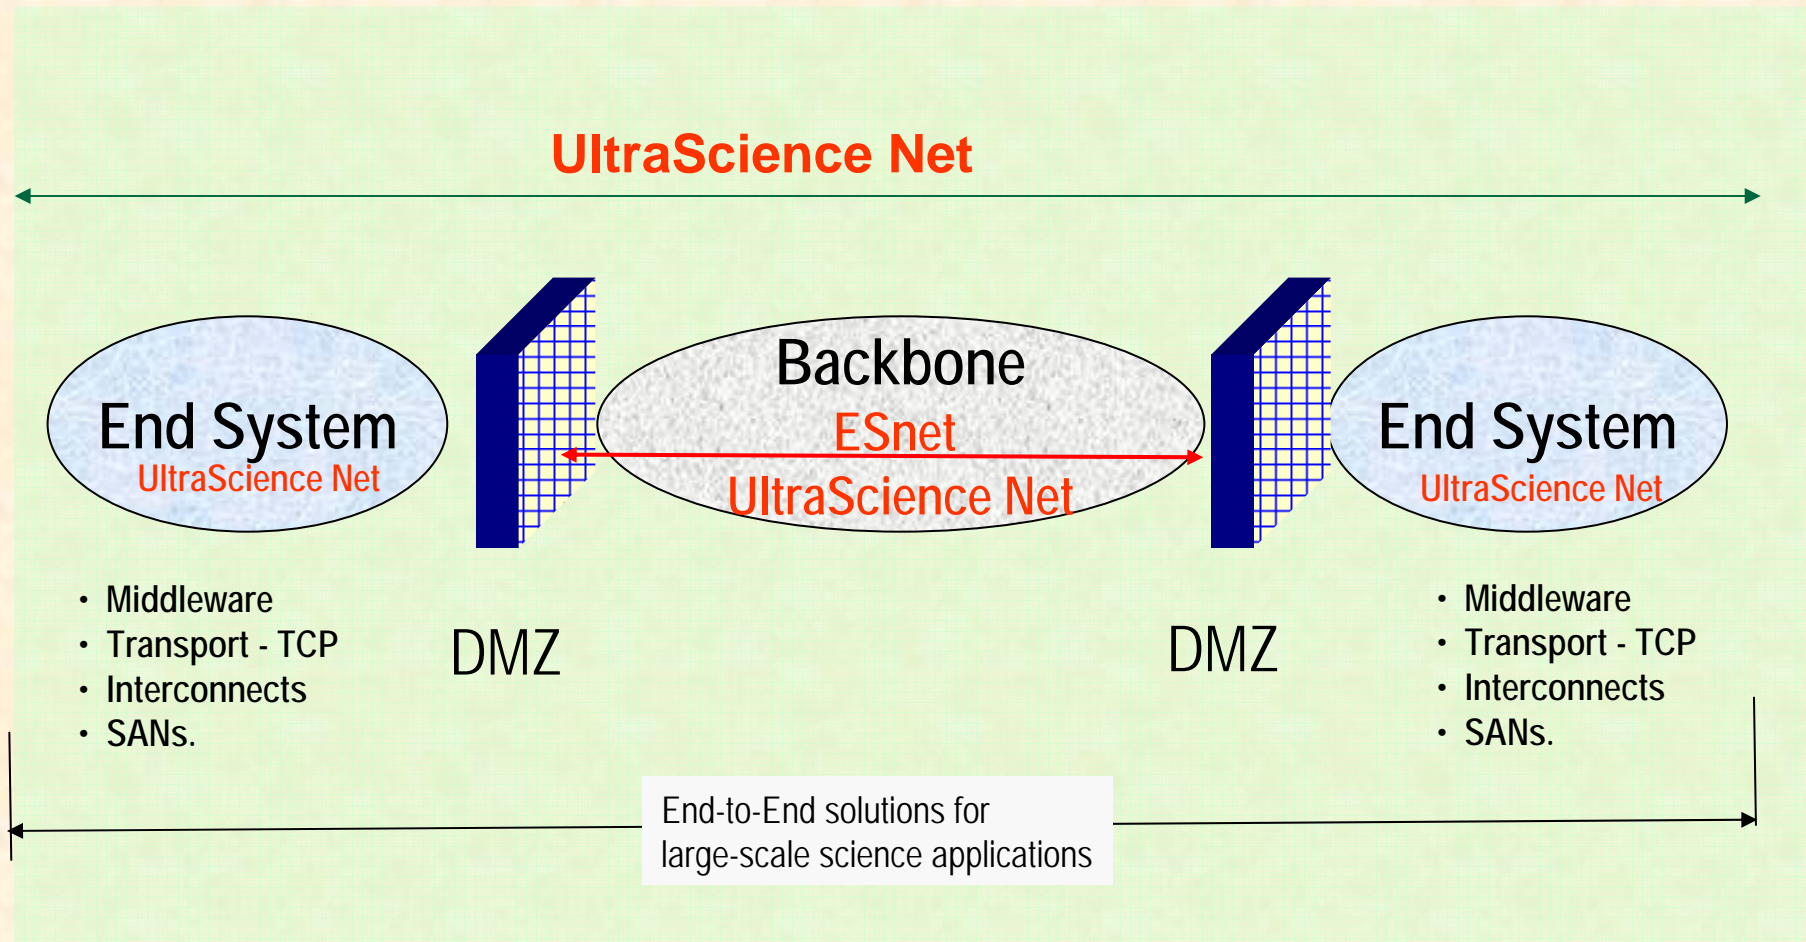 UltraScience Net
End System
UltraScience Net
Backbone
ESnet
UltraScience Net
End System
UltraScience Net
• Middleware
• Transport - TCP
• Interconnects
• SANs.
DMZ
DMZ
• Middleware
• Transport - TCP
• Interconnects
• SANs.
End-to-End solutions for
large-scale science applications